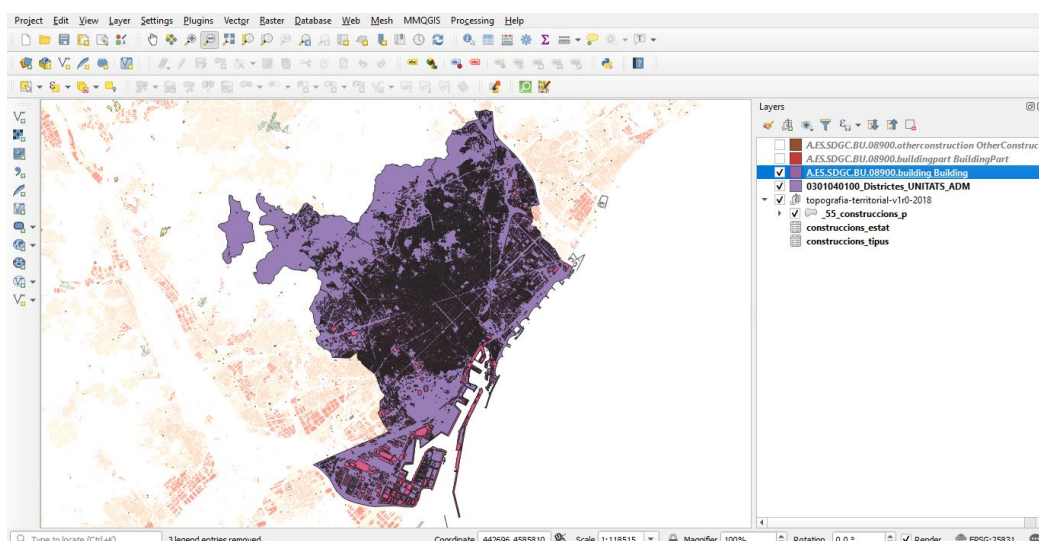 Project Edit View Layer Settings Plugins Vector Raster Database Web Mesh MMQGIS Processing Help
Layers
A.ES.SDGC.BU.08900.otherconstruction OtherConstruc
A.ES.SDGC.BU.08900.buildingpart BuildingPart
A.ES.SDGC.BU.08900.building Building
0301040100_Districtes_UNITATS_ADM
topografia-territorial-v1r0-2018
_55_construccions_p
construccions_estat
construccions_tipus
Type to locate (Ctrl+K) 3 legend entries removed Coordinate 442696,4585810 Scale 1:118515 Magnifier 100% Rotation 0,0 ° Render EPSG:25831